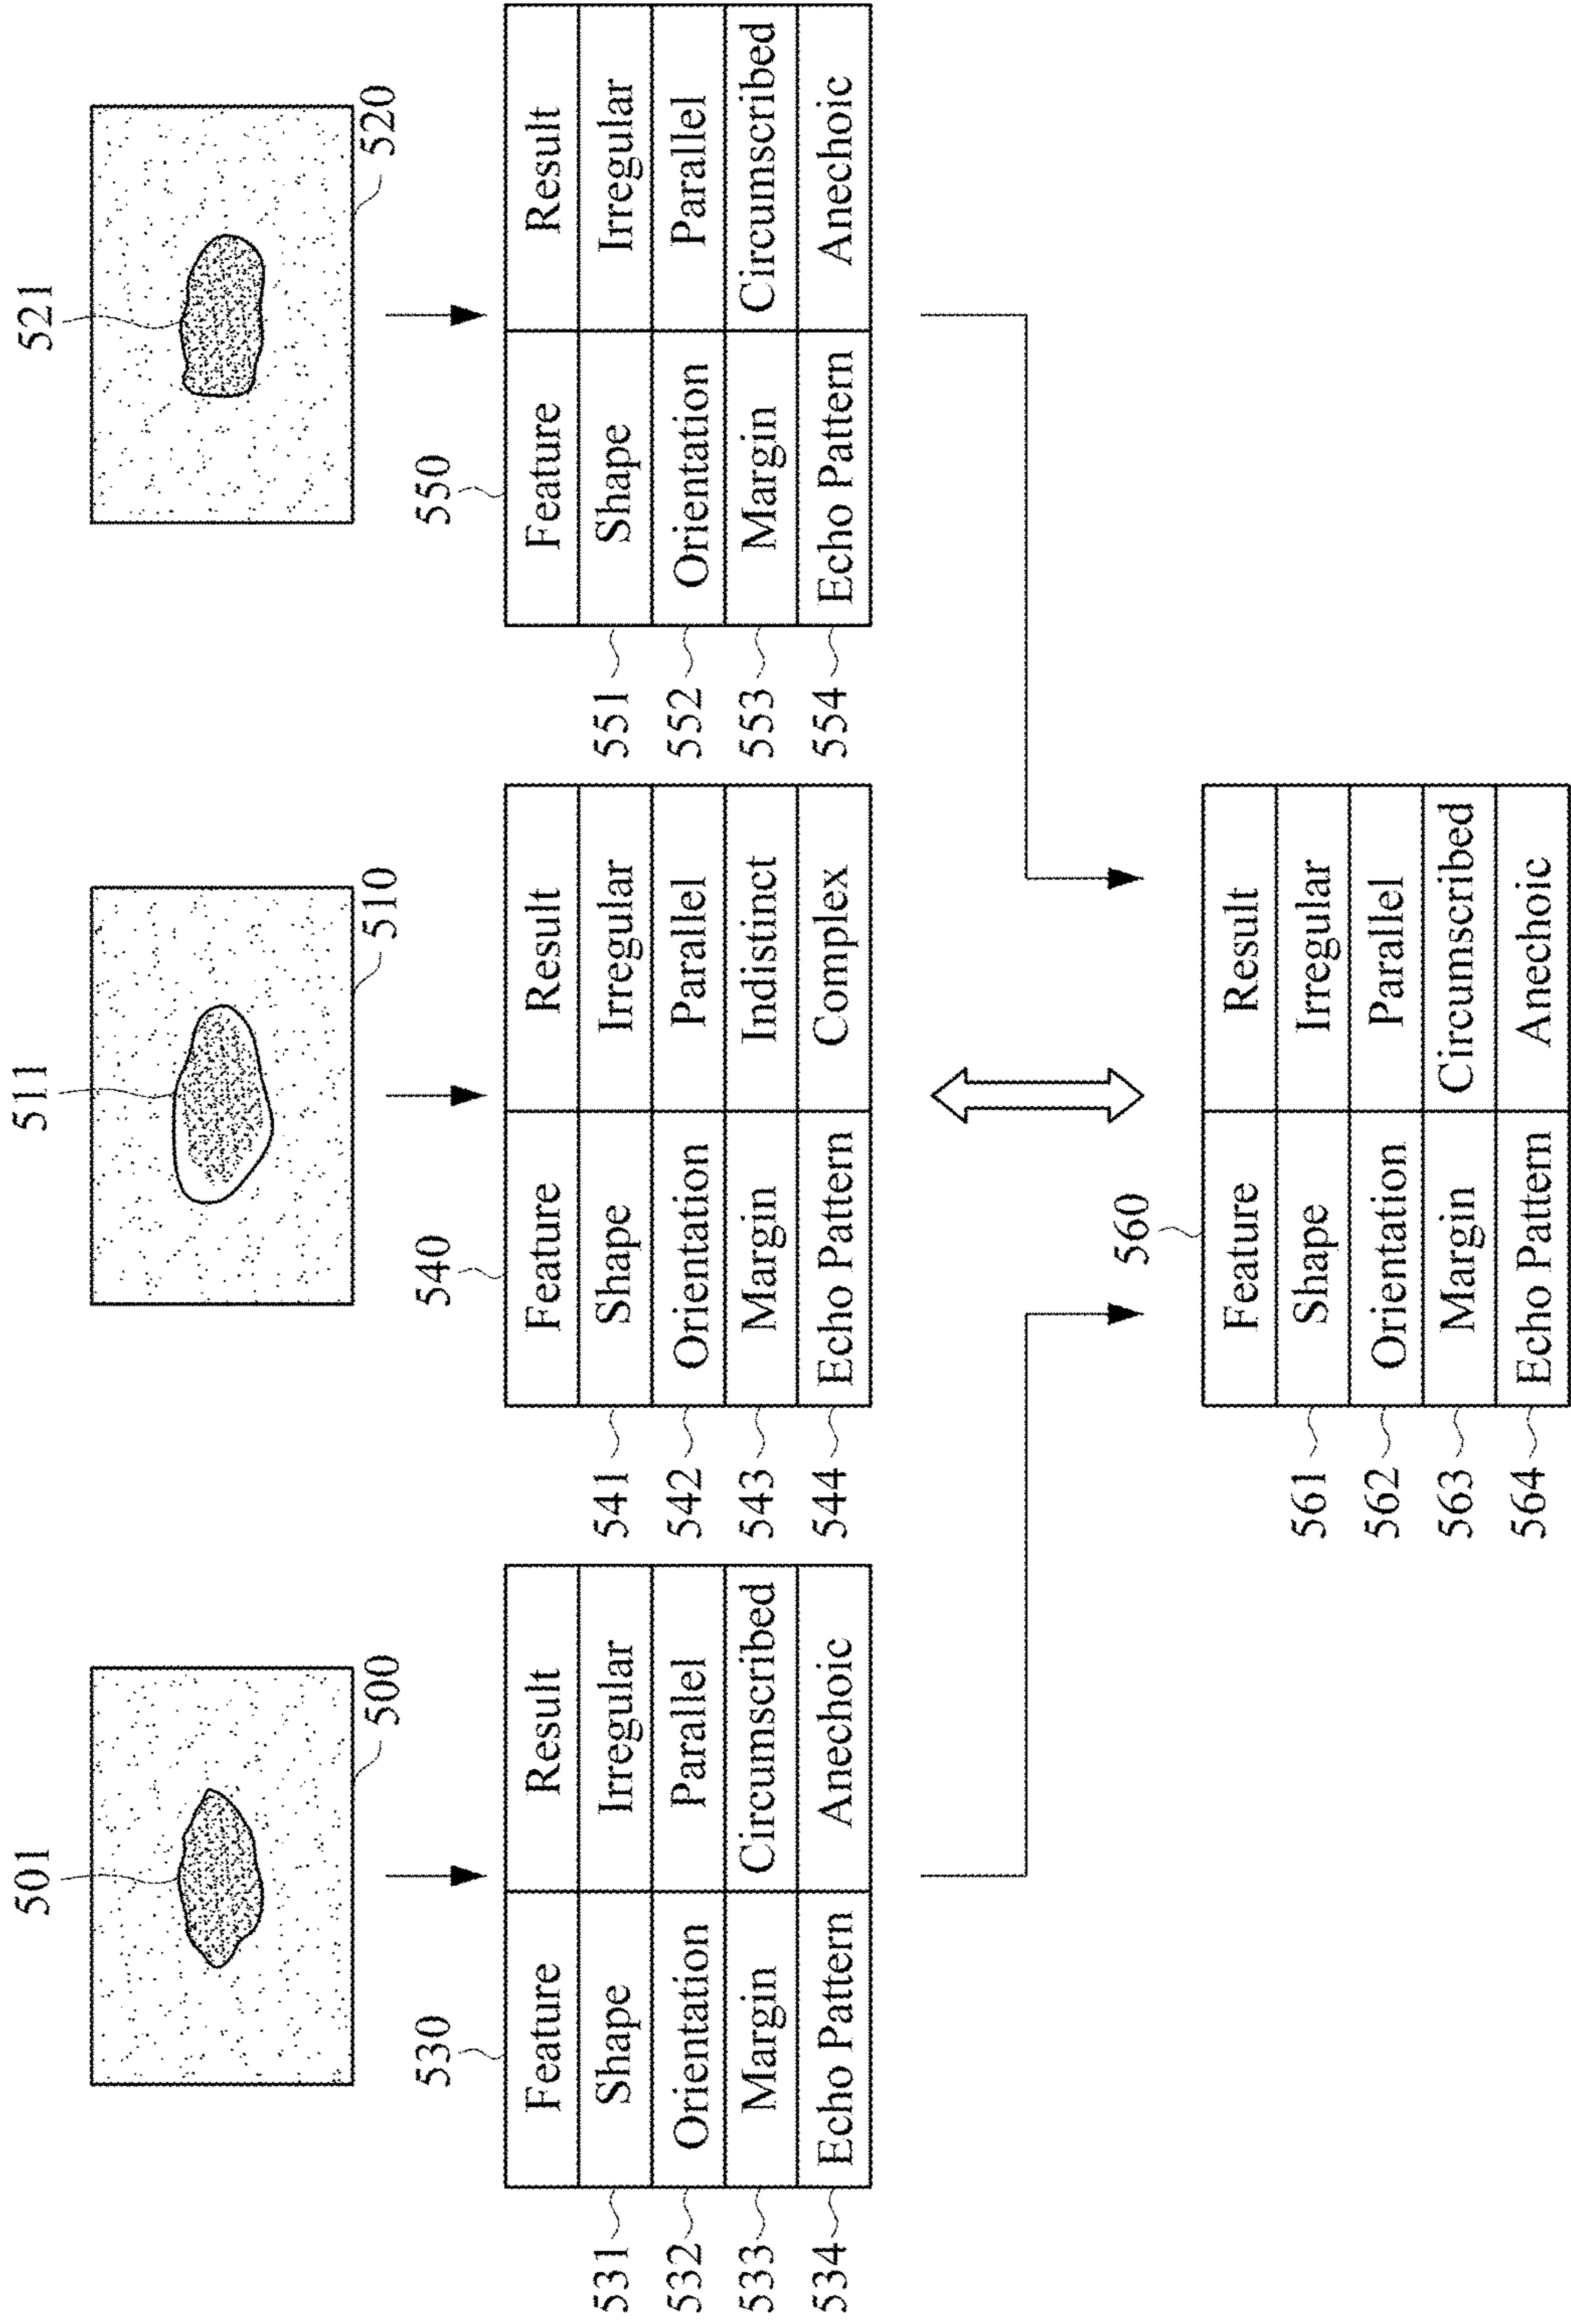 501
511
521
500
510
520
530
Feature Result
531 Shape Irregular
532 Orientation Parallel
533 Margin Circumscribed
534 Echo Pattern Anechoic
540
Feature Result
541 Shape Irregular
542 Orientation Parallel
543 Margin Indistinct
544 Echo Pattern Complex
550
Feature Result
551 Shape Irregular
552 Orientation Parallel
553 Margin Circumscribed
554 Echo Pattern Anechoic
560
Feature Result
561 Shape Irregular
562 Orientation Parallel
563 Margin Circumscribed
564 Echo Pattern Anechoic